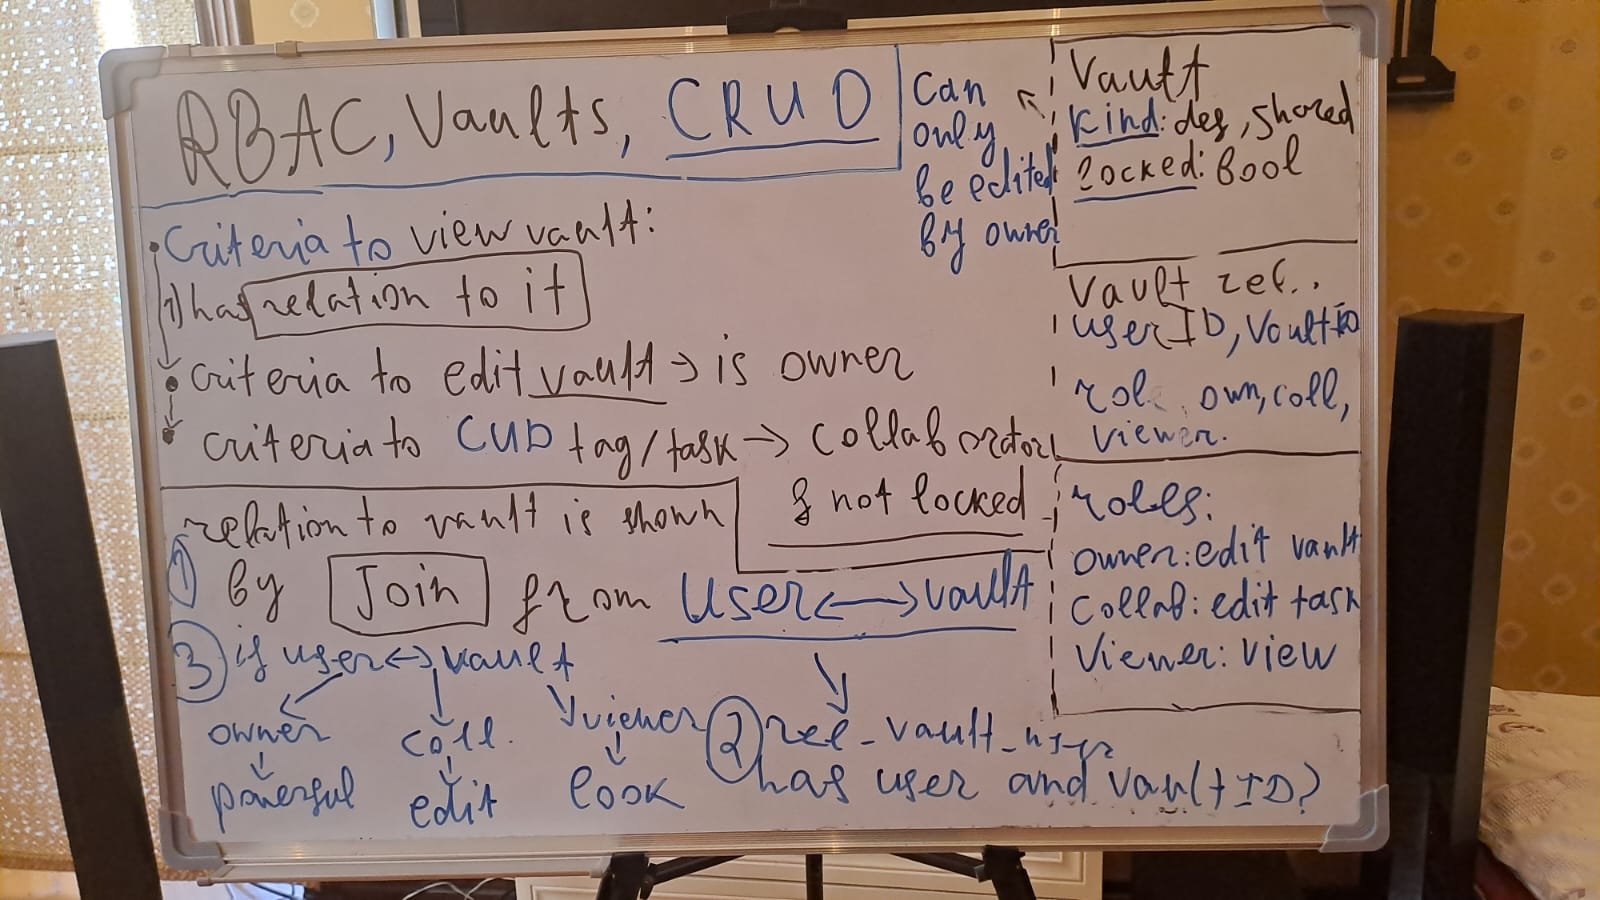 RBAC, Vaults, CRUD
Can
only
be edited
by owner
Criteria to view vault:
1) has relation to it
criteria to edit vault → is owner
criteria to CUD tag/task → Collaborator
& not locked
relation to vault is shown
1 by Join from User ↔ vault
3 if user ↔ vault
owner coll. viewer
powerful edit look
2 rel_vault_user
has user and vault ID?
Vault
Kind: def, shared
locked: Bool
Vault rel..
userID, VaultID
rol own, coll,
viewer.
roles:
owner: edit vault
Collab: edit task
Viewer: view